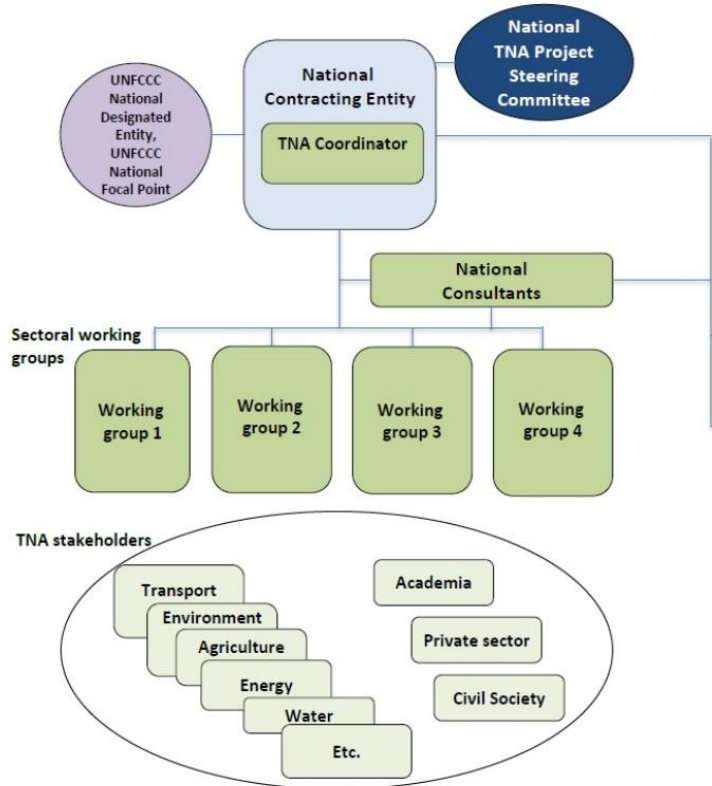 National
TNA Project
Steering
Committee
National
Contracting Entity
TNA Coordinator
UNFCCC
National
Designated
Entity,
UNFCCC
National
Focal Point
National
Consultants
Sectoral working
groups
Working
group 1
Working
group 2
Working
group 3
Working
group 4
TNA stakeholders
Transport
Environment
Agriculture
Energy
Water
Etc.
Academia
Private sector
Civil Society